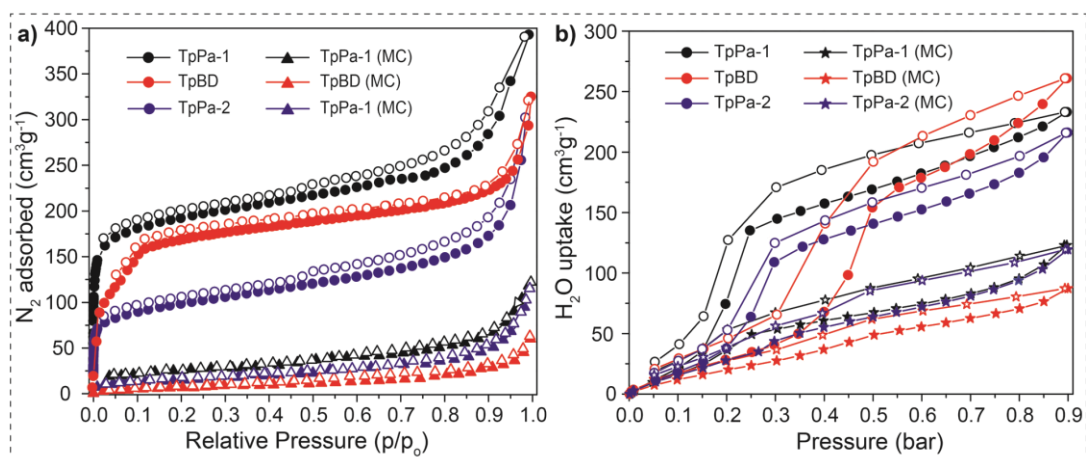 a)
TpPa-1
TpPa-1 (MC)
TpBD
TpBD (MC)
TpPa-2
TpPa-1 (MC)
400
350
300
250
200
150
100
50
0
N₂ adsorbed (cm³g⁻¹)
0.0 0.1 0.2 0.3 0.4 0.5 0.6 0.7 0.8 0.9 1.0
Relative Pressure (p/pₒ)
b)
TpPa-1
TpPa-1 (MC)
TpBD
TpBD (MC)
TpPa-2
TpPa-2 (MC)
300
250
200
150
100
50
0
H₂O uptake (cm³g⁻¹)
0.0 0.1 0.2 0.3 0.4 0.5 0.6 0.7 0.8 0.9
Pressure (bar)